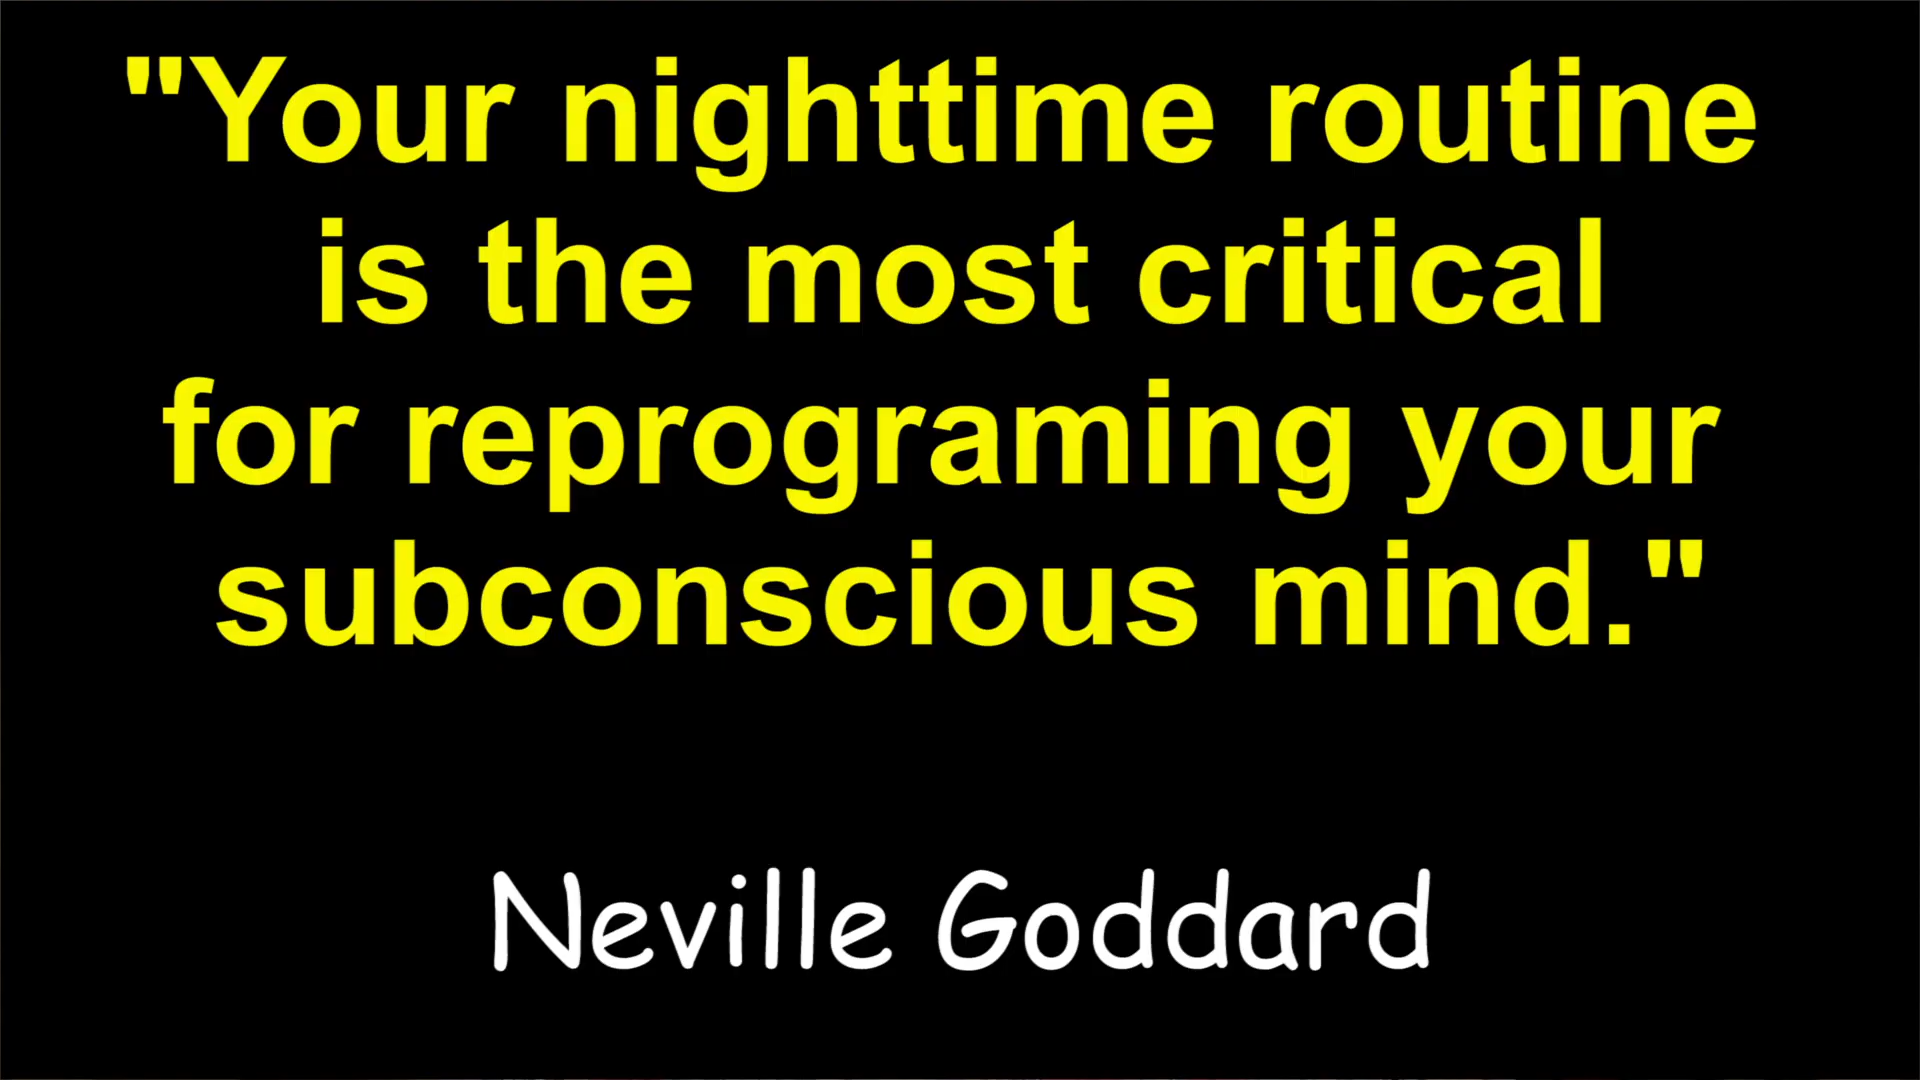 "Your nighttime routine
is the most critical
for reprograming your
subconscious mind."
Neville Goddard